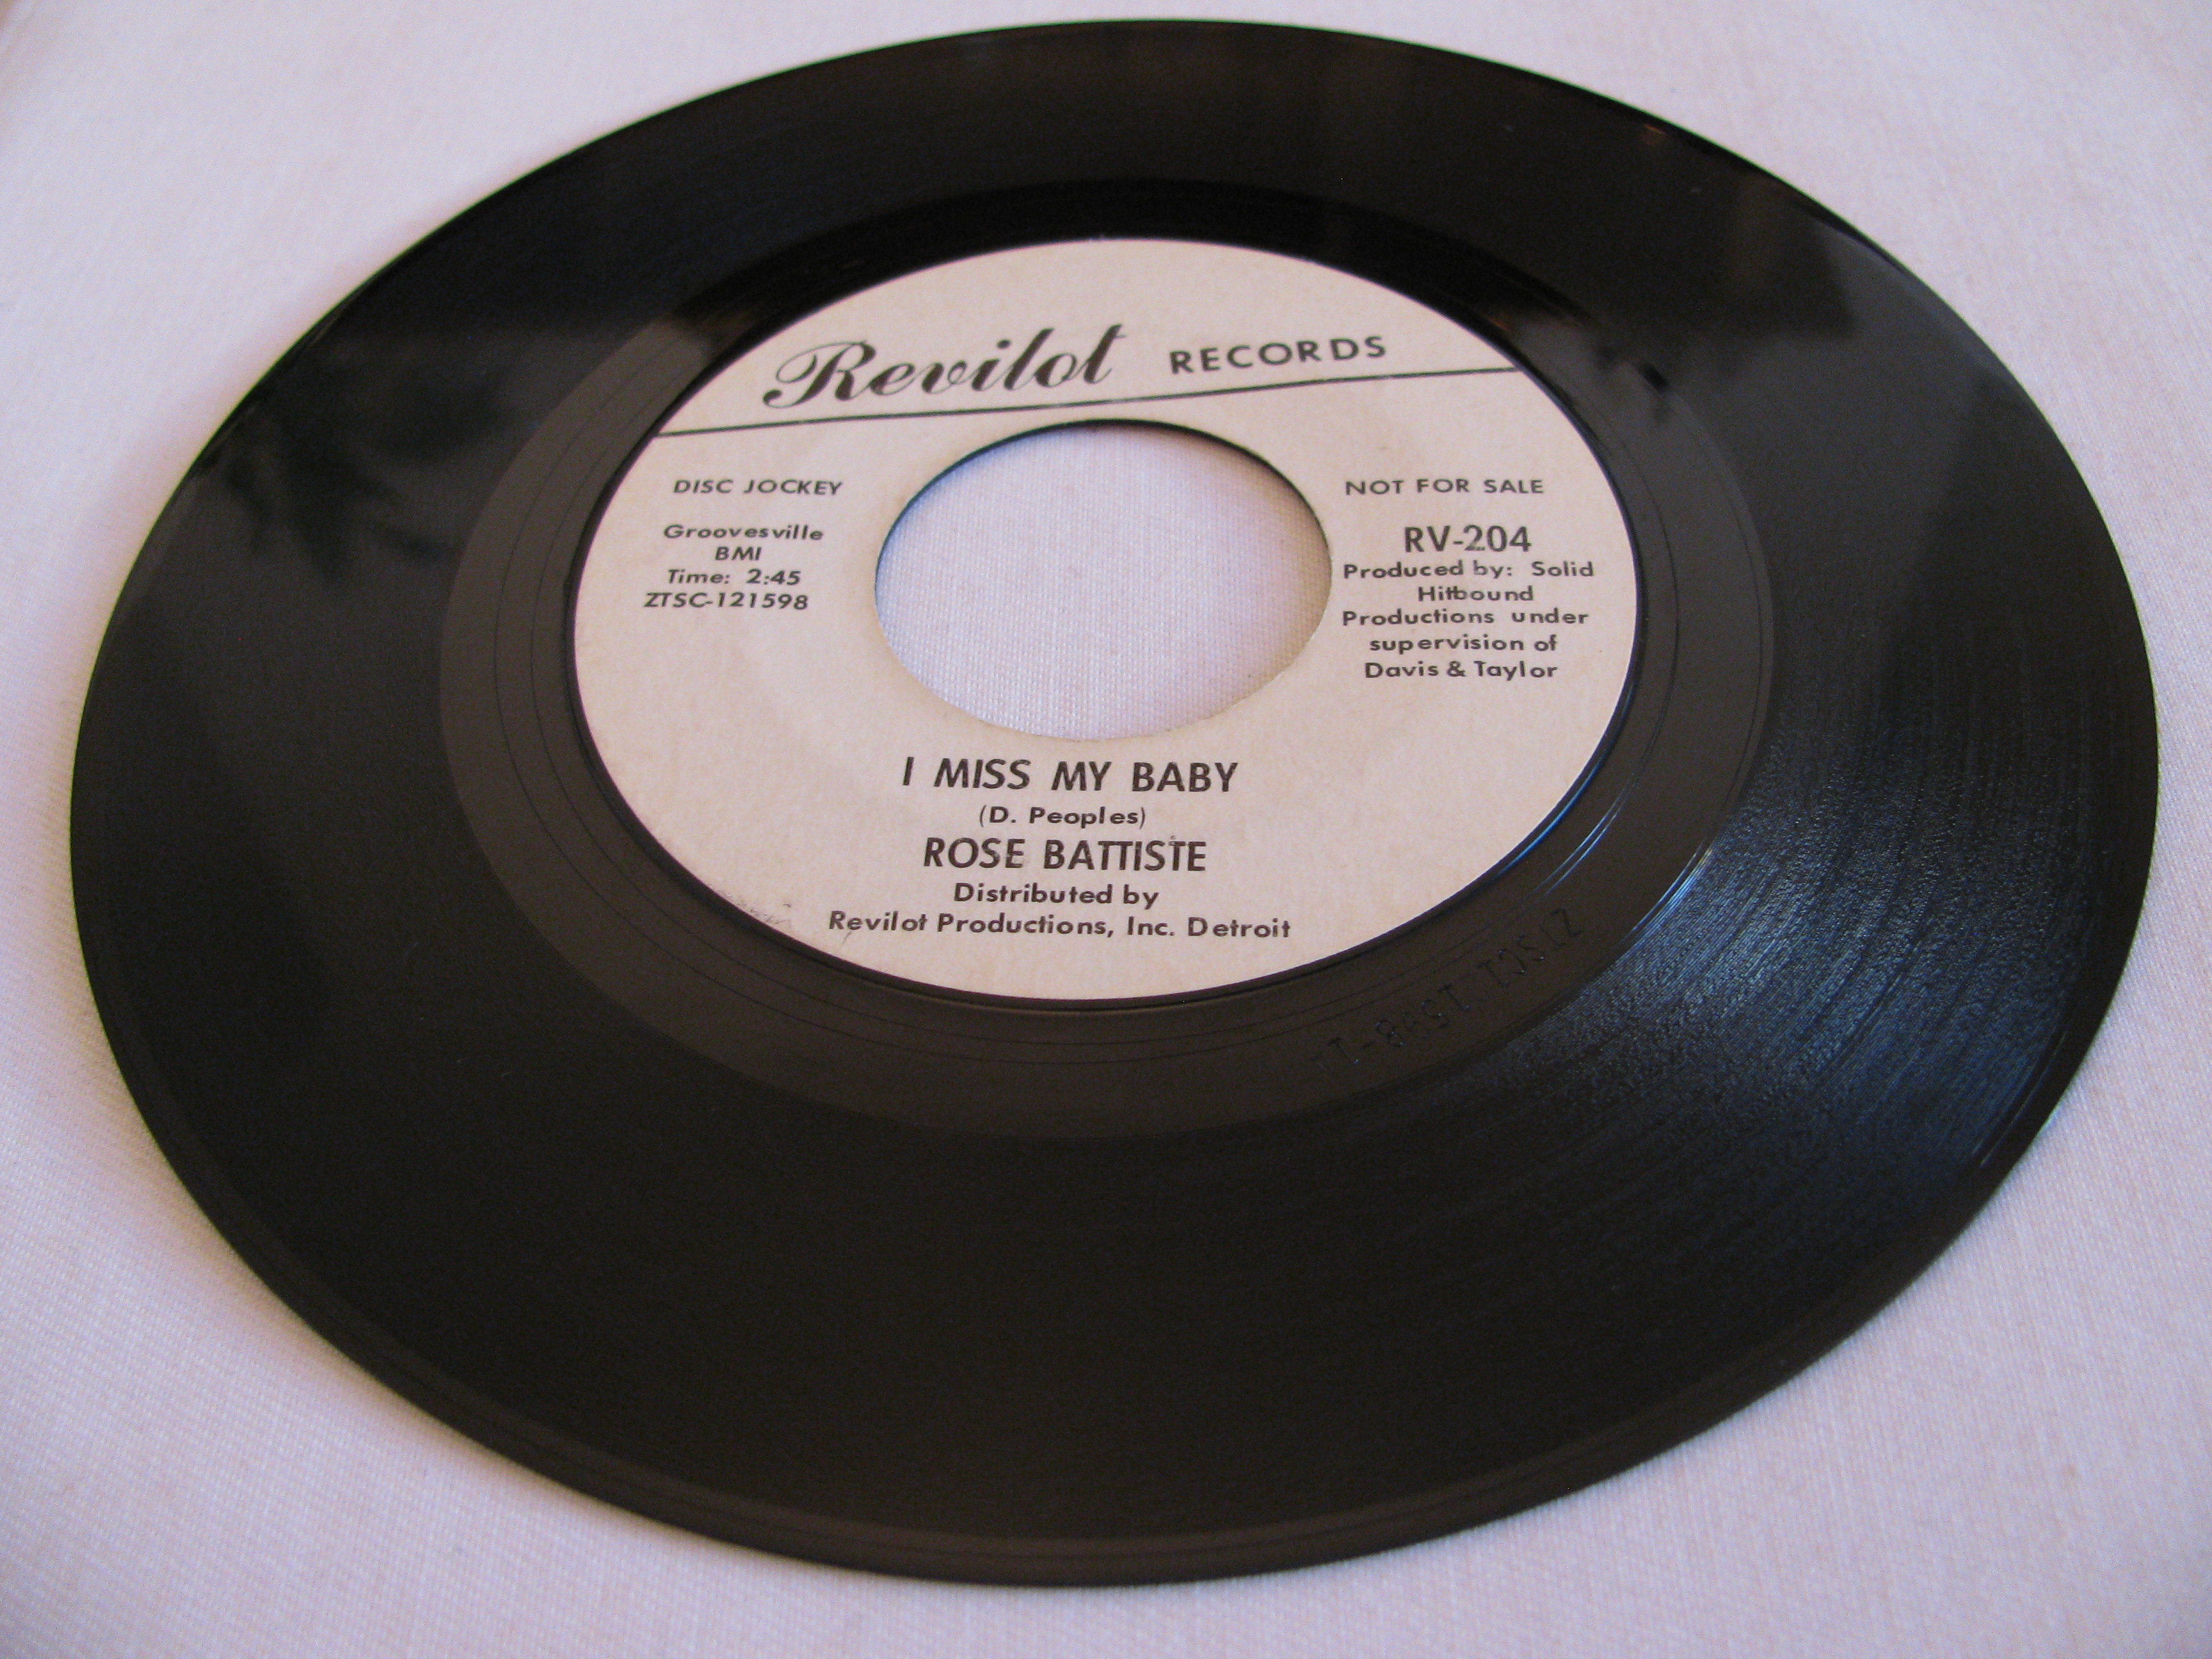 Revilot RECORDS
DISC JOCKEY
Groovesville
BMI
Time: 2:45
ZTSC-121598
NOT FOR SALE
RV-204
Produced by: Solid
Hitbound
Productions under
supervision of
Davis & Taylor
I MISS MY BABY
(D. Peoples)
ROSE BATTISTE
Distributed by
Revilot Productions, Inc. Detroit